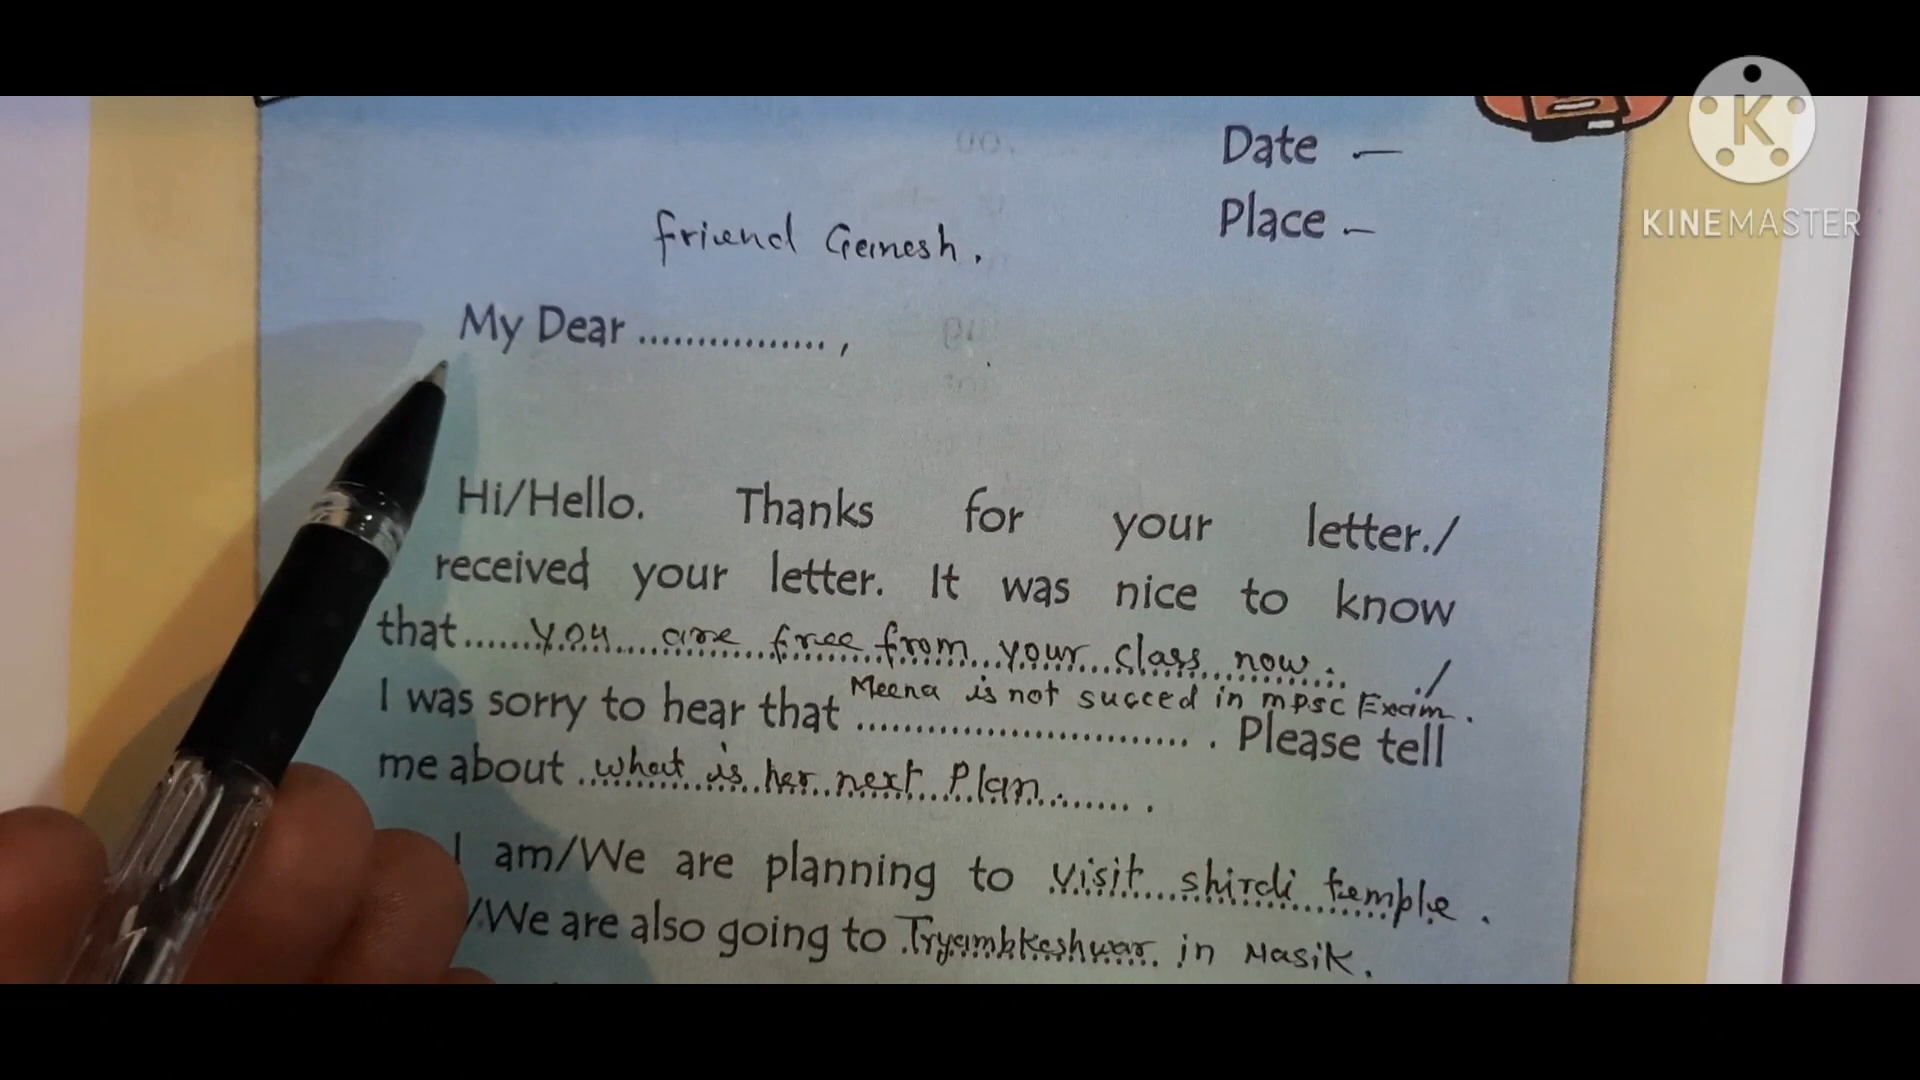 Date —
Place -
friend Ganesh.
My Dear ................ ,
Hi/Hello. Thanks for your letter./
received your letter. It was nice to know
that......you are free from your class now. ./
I was sorry to hear that Meena is not succed in mpsc Exam. . Please tell
me about what is her next Plan ....... .
I am/We are planning to visit shirdi temple .
/We are also going to Tryambkeshwar in Nasik.
KINEMASTER